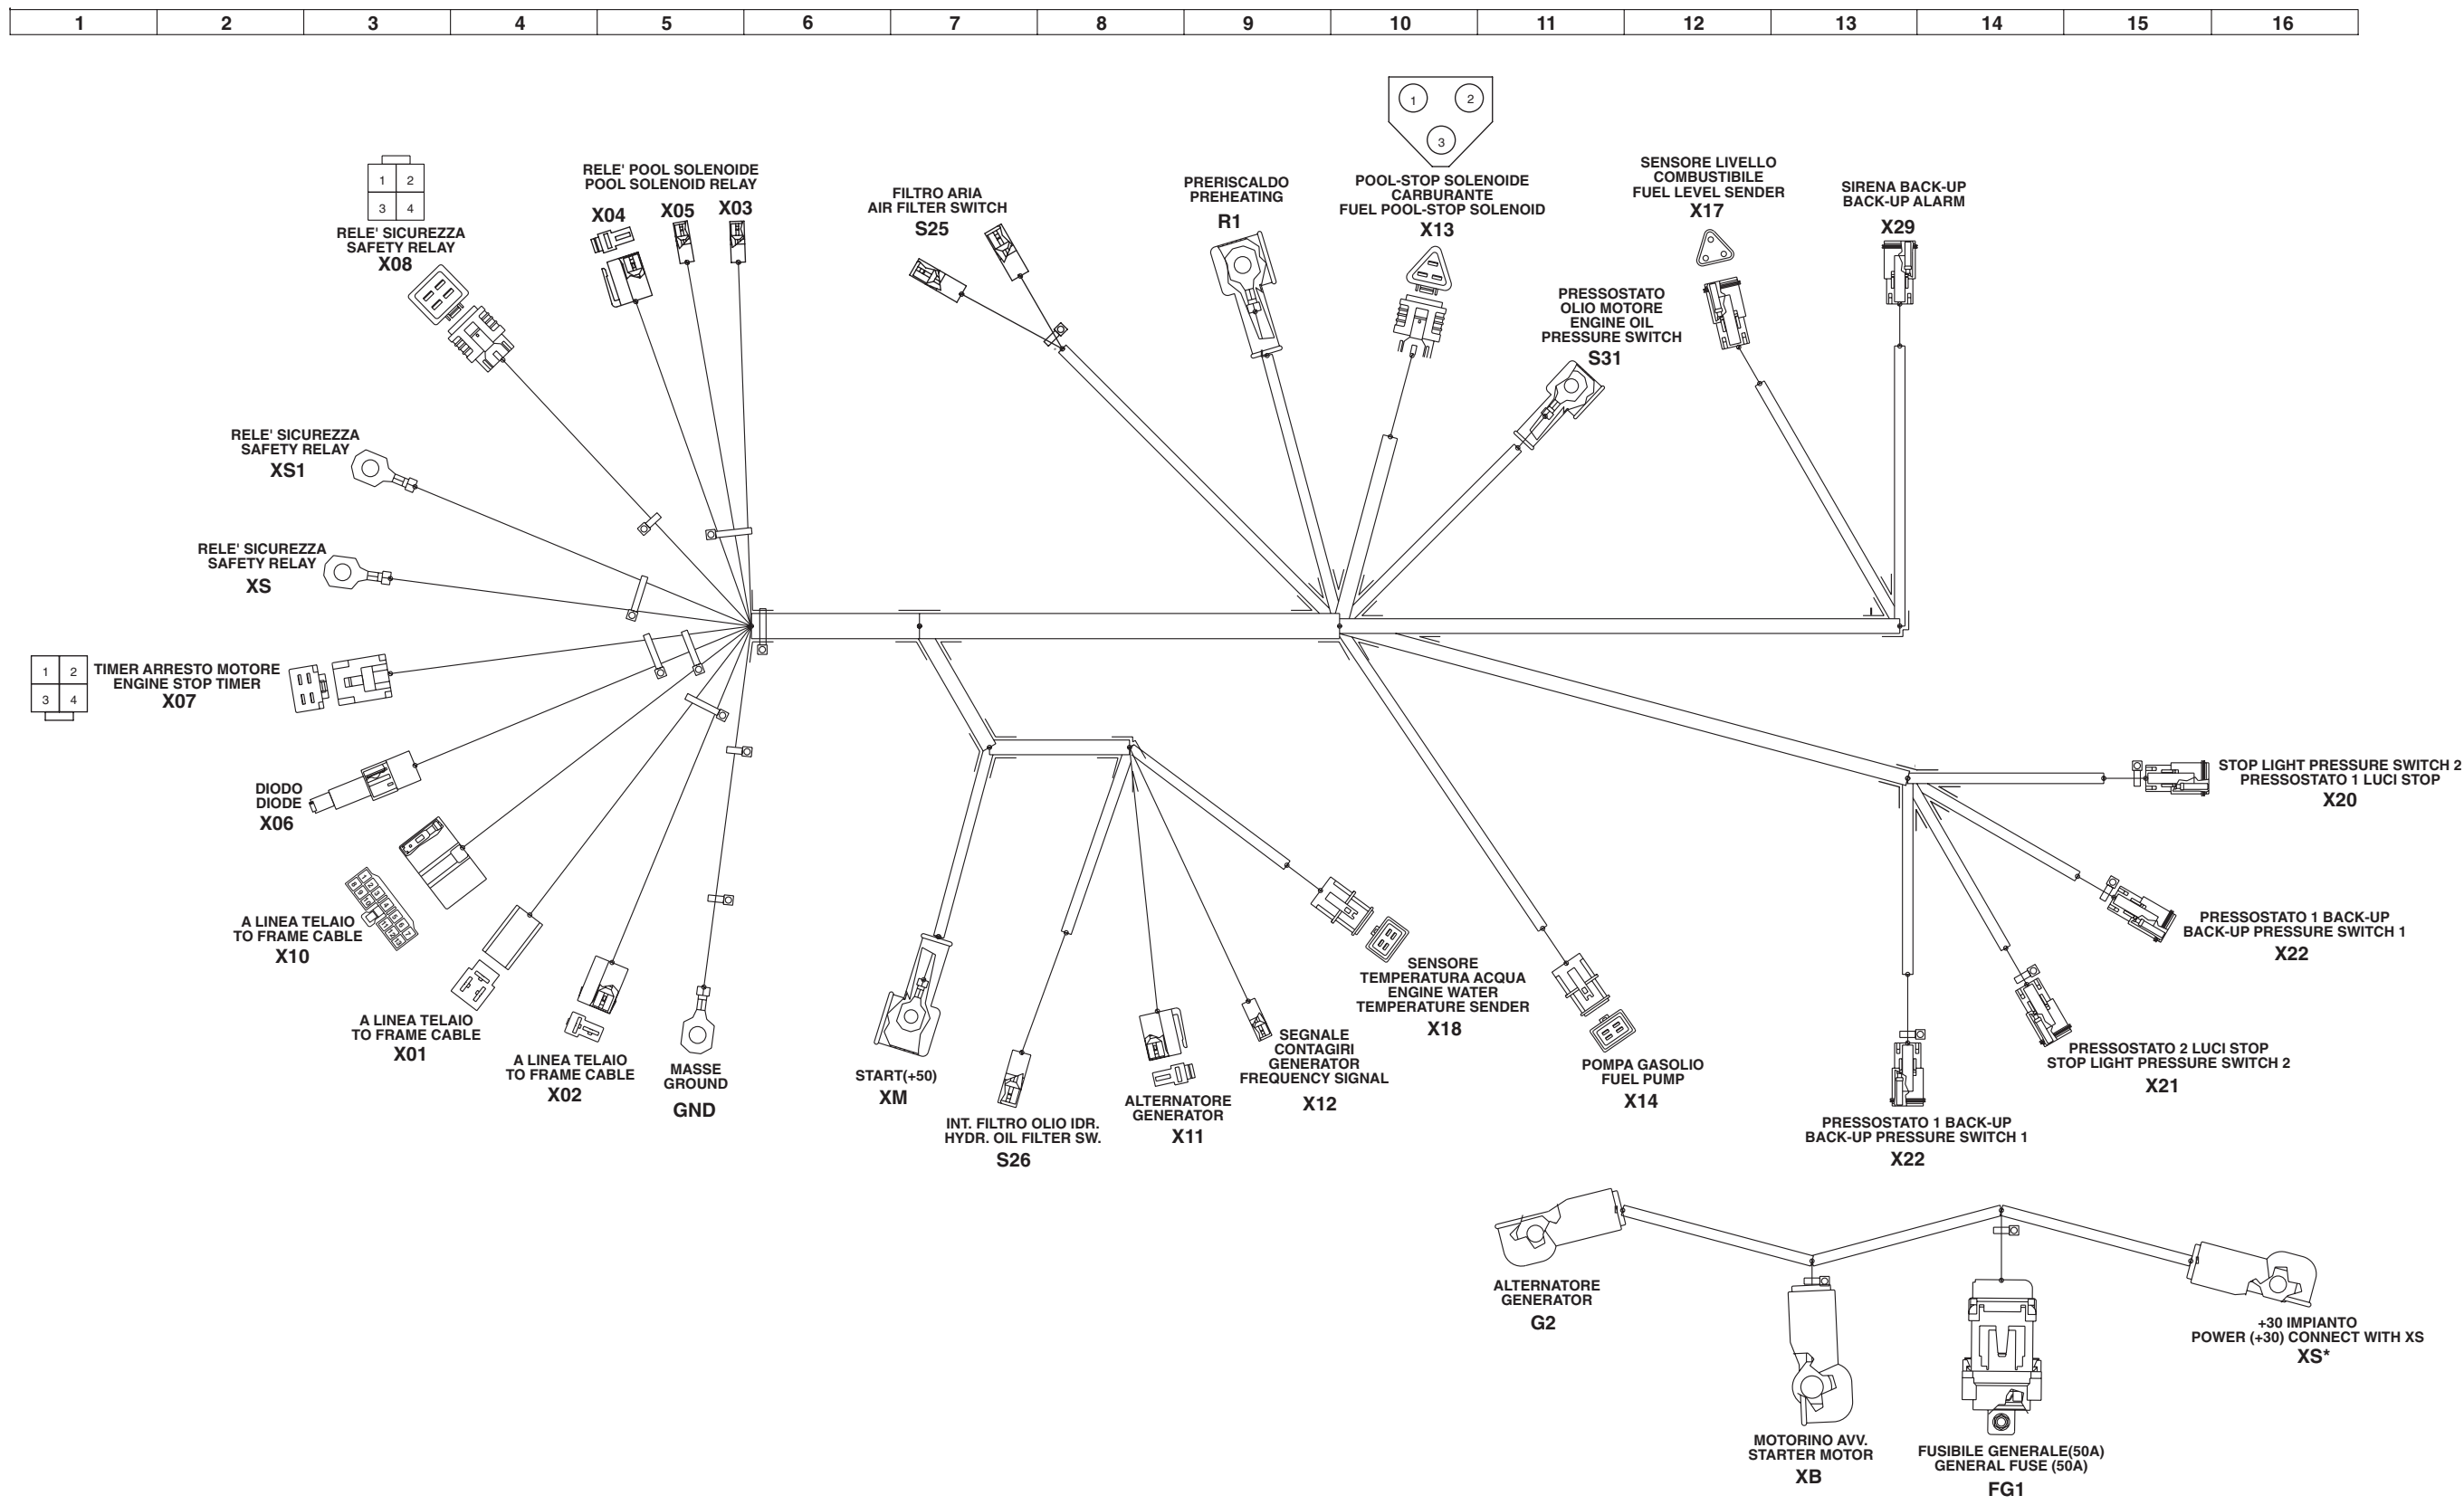 1 2 3 4 5 6 7 8 9 10 11 12 13 14 15 16
1 2
3
1 2
3 4
RELE' SICUREZZA
SAFETY RELAY
X08
RELE' POOL SOLENOIDE
POOL SOLENOID RELAY
X04 X05 X03
FILTRO ARIA
AIR FILTER SWITCH
S25
PRERISCALDO
PREHEATING
R1
POOL-STOP SOLENOIDE
CARBURANTE
FUEL POOL-STOP SOLENOID
X13
SENSORE LIVELLO
COMBUSTIBILE
FUEL LEVEL SENDER
X17
SIRENA BACK-UP
BACK-UP ALARM
X29
PRESSOSTATO
OLIO MOTORE
ENGINE OIL
PRESSURE SWITCH
S31
RELE' SICUREZZA
SAFETY RELAY
XS1
RELE' SICUREZZA
SAFETY RELAY
XS
1 2
3 4
TIMER ARRESTO MOTORE
ENGINE STOP TIMER
X07
DIODO
DIODE
X06
A LINEA TELAIO
TO FRAME CABLE
X10
A LINEA TELAIO
TO FRAME CABLE
X01
A LINEA TELAIO
TO FRAME CABLE
X02
MASSE
GROUND
GND
START(+50)
XM
INT. FILTRO OLIO IDR.
HYDR. OIL FILTER SW.
S26
ALTERNATORE
GENERATOR
X11
SEGNALE
CONTAGIRI
GENERATOR
FREQUENCY SIGNAL
X12
SENSORE
TEMPERATURA ACQUA
ENGINE WATER
TEMPERATURE SENDER
X18
POMPA GASOLIO
FUEL PUMP
X14
STOP LIGHT PRESSURE SWITCH 2
PRESSOSTATO 1 LUCI STOP
X20
PRESSOSTATO 1 BACK-UP
BACK-UP PRESSURE SWITCH 1
X22
PRESSOSTATO 2 LUCI STOP
STOP LIGHT PRESSURE SWITCH 2
X21
PRESSOSTATO 1 BACK-UP
BACK-UP PRESSURE SWITCH 1
X22
ALTERNATORE
GENERATOR
G2
MOTORINO AVV.
STARTER MOTOR
XB
FUSIBILE GENERALE(50A)
GENERAL FUSE (50A)
FG1
+30 IMPIANTO
POWER (+30) CONNECT WITH XS
XS*